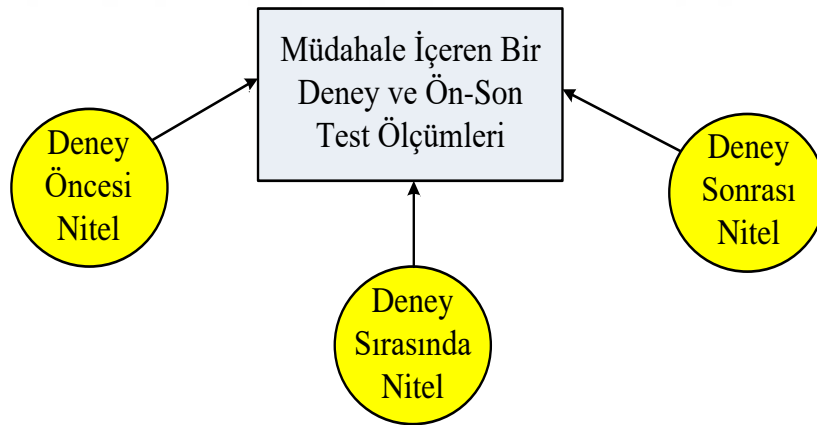 Müdahale İçeren Bir
Deney ve Ön-Son
Test Ölçümleri
Deney
Öncesi
Nitel
Deney
Sırasında
Nitel
Deney
Sonrası
Nitel